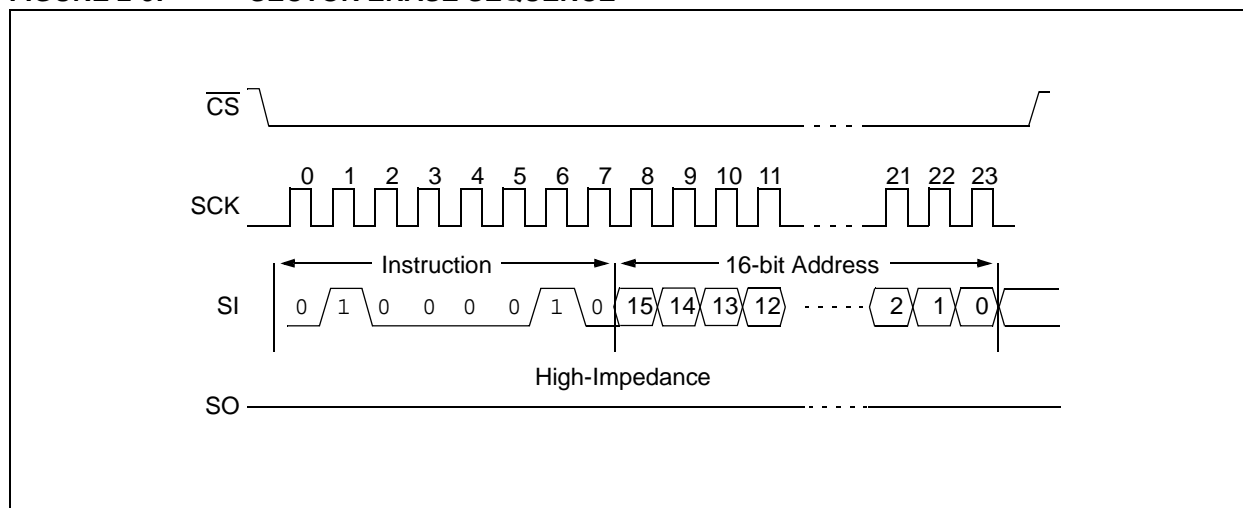 CS
0 1 2 3 4 5 6 7 8 9 10 11 21 22 23
SCK
Instruction 16-bit Address
SI 0 1 0 0 0 0 1 0 15 14 13 12 2 1 0
High-Impedance
SO